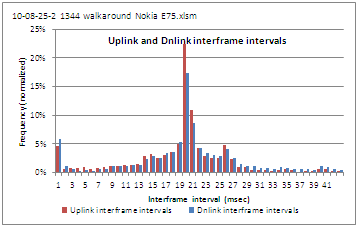 10-08-25-2 1344 walkaround Nokia E75.xlsm
Uplink and Dnlink interframe intervals
Frequency (normalized)
25%
20%
15%
10%
5%
0%
1 3 5 7 9 11 13 15 17 19 21 23 25 27 29 31 33 35 37 39 41
Interframe interval (msec)
Uplink interframe intervals Dnlink interframe intervals